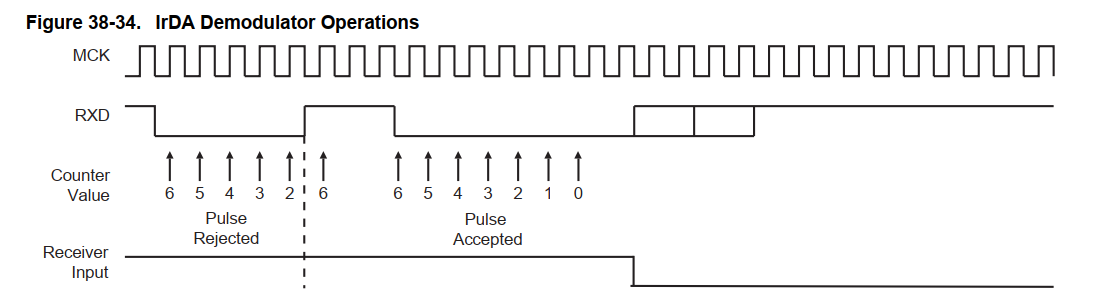 Figure 38-34. IrDA Demodulator Operations
MCK
RXD
Counter
Value
6 5 4 3 2 6 6 5 4 3 2 1 0
Pulse
Rejected
Pulse
Accepted
Receiver
Input